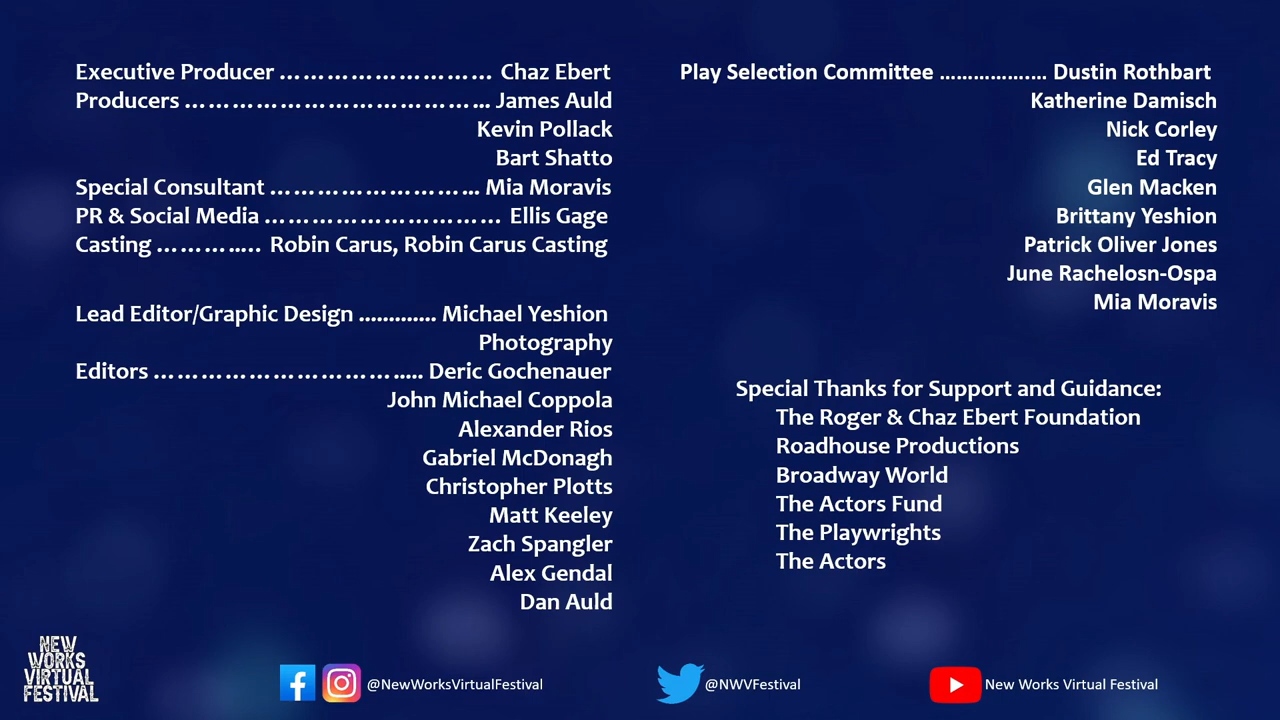 Executive Producer ........................ Chaz Ebert
Producers .................................... James Auld
Kevin Pollack
Bart Shatto
Special Consultant ........................ Mia Moravis
PR & Social Media ........................... Ellis Gage
Casting ............. Robin Carus, Robin Carus Casting
Lead Editor/Graphic Design ............. Michael Yeshion
Photography
Editors ................................ Deric Gochenauer
John Michael Coppola
Alexander Rios
Gabriel McDonagh
Christopher Plotts
Matt Keeley
Zach Spangler
Alex Gendal
Dan Auld
Play Selection Committee ................... Dustin Rothbart
Katherine Damisch
Nick Corley
Ed Tracy
Glen Macken
Brittany Yeshion
Patrick Oliver Jones
June Rachelosn-Ospa
Mia Moravis
Special Thanks for Support and Guidance:
The Roger & Chaz Ebert Foundation
Roadhouse Productions
Broadway World
The Actors Fund
The Playwrights
The Actors
NEW
WORKS
VIRTUAL
FESTIVAL
@NewWorksVirtualFestival
@NWVFestival
New Works Virtual Festival